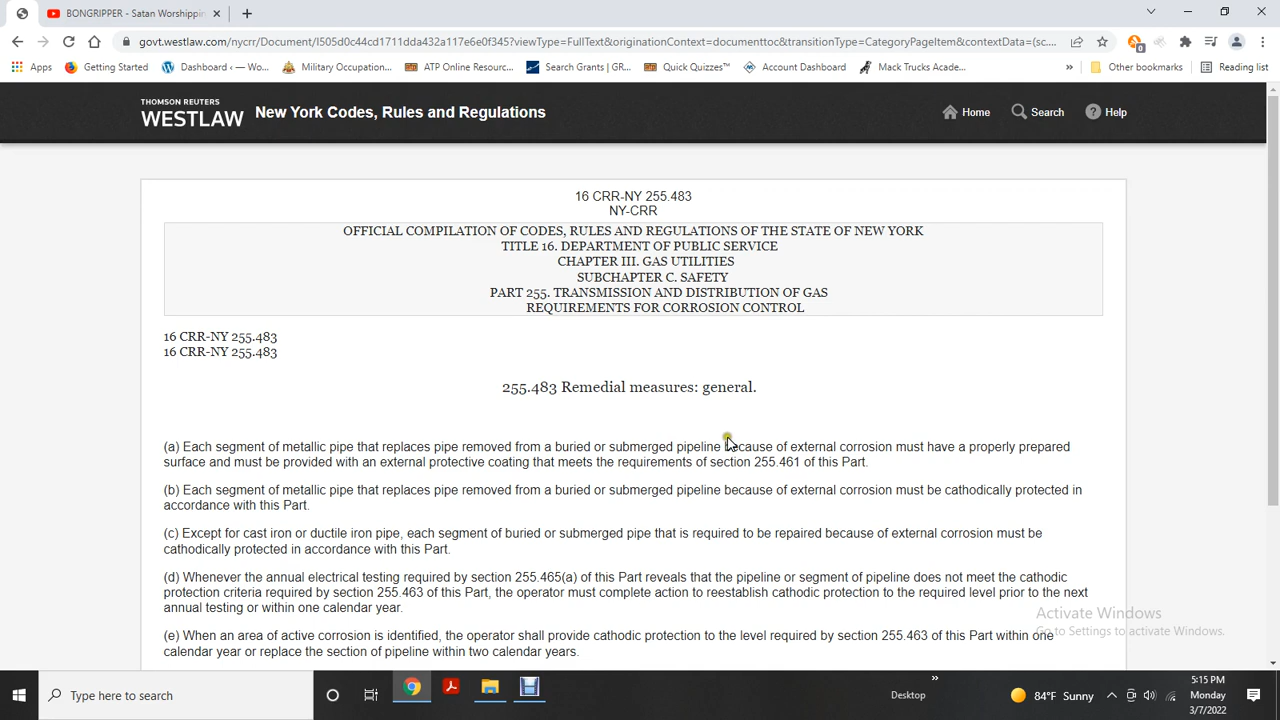 BONGRIPPER - Satan Worshippin
govt.westlaw.com/nycrr/Document/I505d0c44cd1711dda432a117e6e0f345?viewType=FullText&originationContext=documenttoc&transitionType=CategoryPageItem&contextData=(sc...
Apps Getting Started Dashboard ‹ — Wo... Military Occupation... ATP Online Resourc... Search Grants | GR... Quick Quizzes™ Account Dashboard Mack Trucks Acade... » Other bookmarks Reading list
THOMSON REUTERS
WESTLAW New York Codes, Rules and Regulations Home Search Help
16 CRR-NY 255.483
NY-CRR
OFFICIAL COMPILATION OF CODES, RULES AND REGULATIONS OF THE STATE OF NEW YORK
TITLE 16. DEPARTMENT OF PUBLIC SERVICE
CHAPTER III. GAS UTILITIES
SUBCHAPTER C. SAFETY
PART 255. TRANSMISSION AND DISTRIBUTION OF GAS
REQUIREMENTS FOR CORROSION CONTROL
16 CRR-NY 255.483
16 CRR-NY 255.483
255.483 Remedial measures: general.
(a) Each segment of metallic pipe that replaces pipe removed from a buried or submerged pipeline because of external corrosion must have a properly prepared
surface and must be provided with an external protective coating that meets the requirements of section 255.461 of this Part.
(b) Each segment of metallic pipe that replaces pipe removed from a buried or submerged pipeline because of external corrosion must be cathodically protected in
accordance with this Part.
(c) Except for cast iron or ductile iron pipe, each segment of buried or submerged pipe that is required to be repaired because of external corrosion must be
cathodically protected in accordance with this Part.
(d) Whenever the annual electrical testing required by section 255.465(a) of this Part reveals that the pipeline or segment of pipeline does not meet the cathodic
protection criteria required by section 255.463 of this Part, the operator must complete action to reestablish cathodic protection to the required level prior to the next
annual testing or within one calendar year.
Activate Windows
Go to Settings to activate Windows.
(e) When an area of active corrosion is identified, the operator shall provide cathodic protection to the level required by section 255.463 of this Part within one
calendar year or replace the section of pipeline within two calendar years.
Type here to search
Desktop »
84°F Sunny
5:15 PM
Monday
3/7/2022